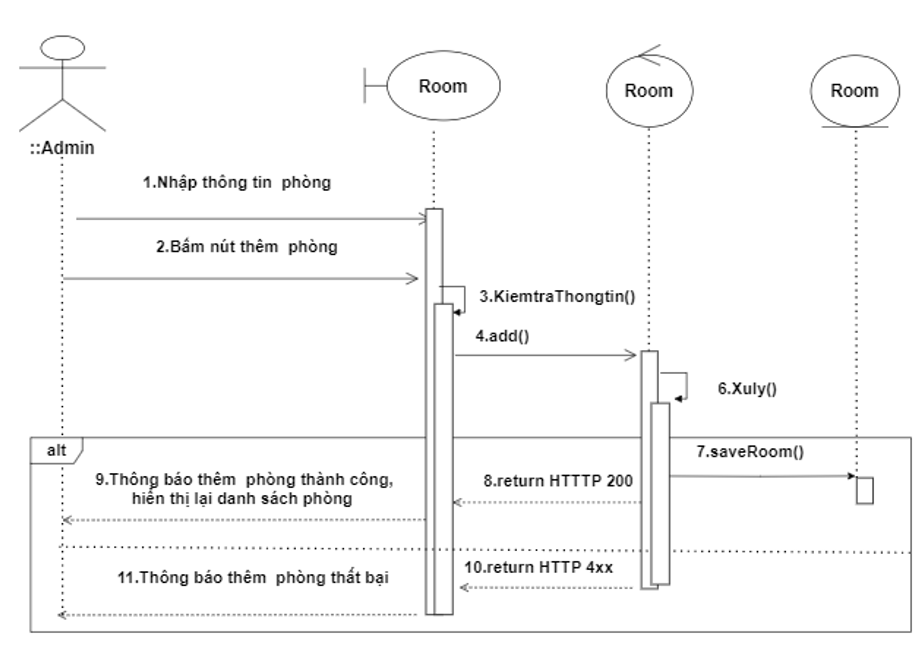 Room
Room
Room
::Admin
1.Nhập thông tin phòng
2.Bấm nút thêm phòng
3.KiemtraThongtin()
4.add()
6.Xuly()
alt
7.saveRoom()
9.Thông báo thêm phòng thành công,
hiển thị lại danh sách phòng
8.return HTTTP 200
10.return HTTP 4xx
11.Thông báo thêm phòng thất bại